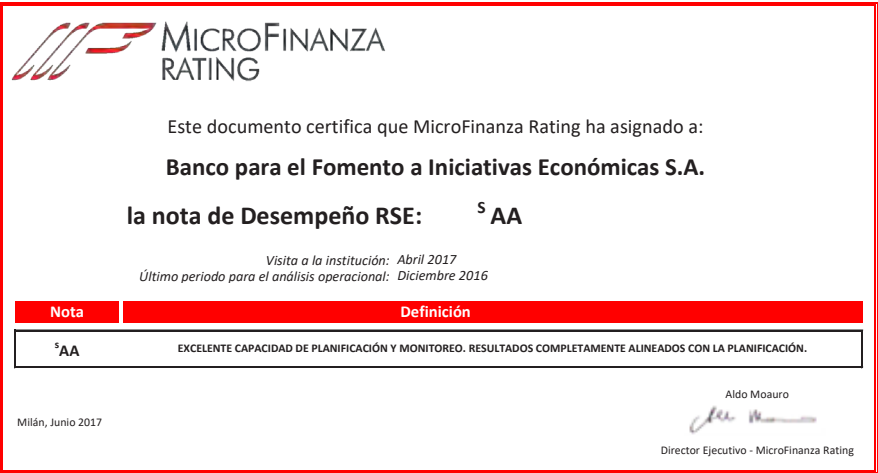 MICROFINANZA
RATING
Este documento certifica que MicroFinanza Rating ha asignado a:
Banco para el Fomento a Iniciativas Económicas S.A.
la nota de Desempeño RSE: S AA
Visita a la institución: Abril 2017
Último periodo para el análisis operacional: Diciembre 2016
Nota Definición
sAA EXCELENTE CAPACIDAD DE PLANIFICACIÓN Y MONITOREO. RESULTADOS COMPLETAMENTE ALINEADOS CON LA PLANIFICACIÓN.
Aldo Moauro
Milán, Junio 2017
Director Ejecutivo - MicroFinanza Rating